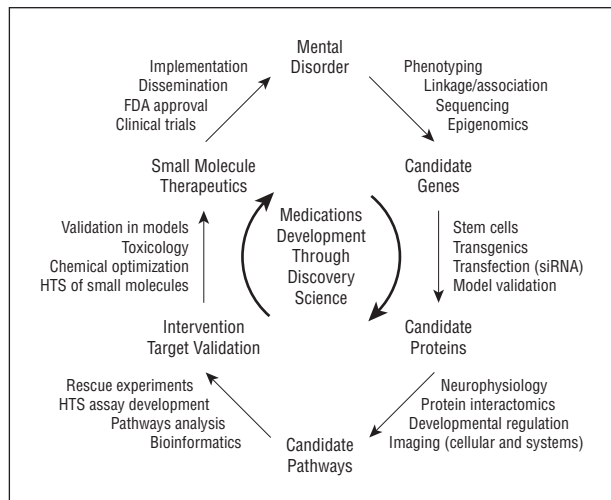 Mental
Disorder
Phenotyping
Linkage/association
Sequencing
Epigenomics
Candidate
Genes
Stem cells
Transgenics
Transfection (siRNA)
Model validation
Candidate
Proteins
Neurophysiology
Protein interactomics
Developmental regulation
Imaging (cellular and systems)
Candidate
Pathways
Rescue experiments
HTS assay development
Pathways analysis
Bioinformatics
Intervention
Target Validation
Validation in models
Toxicology
Chemical optimization
HTS of small molecules
Small Molecule
Therapeutics
Implementation
Dissemination
FDA approval
Clinical trials
Medications
Development
Through
Discovery
Science